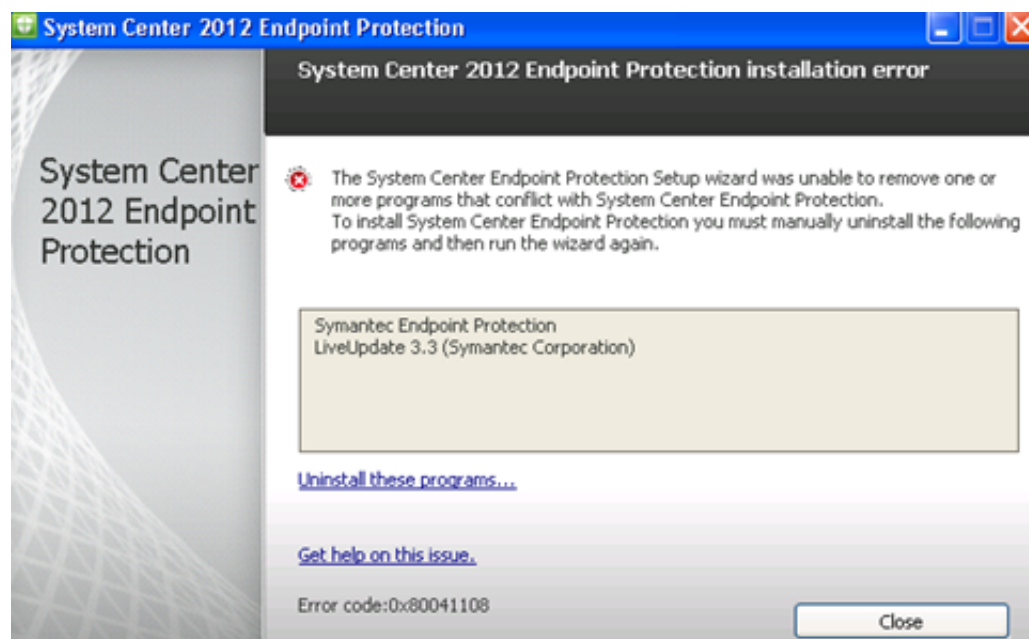 System Center 2012 Endpoint Protection
System Center 2012 Endpoint Protection installation error
System Center
2012 Endpoint
Protection
The System Center Endpoint Protection Setup wizard was unable to remove one or
more programs that conflict with System Center Endpoint Protection.
To install System Center Endpoint Protection you must manually uninstall the following
programs and then run the wizard again.
Symantec Endpoint Protection
LiveUpdate 3.3 (Symantec Corporation)
Uninstall these programs...
Get help on this issue.
Error code:0x80041108
Close